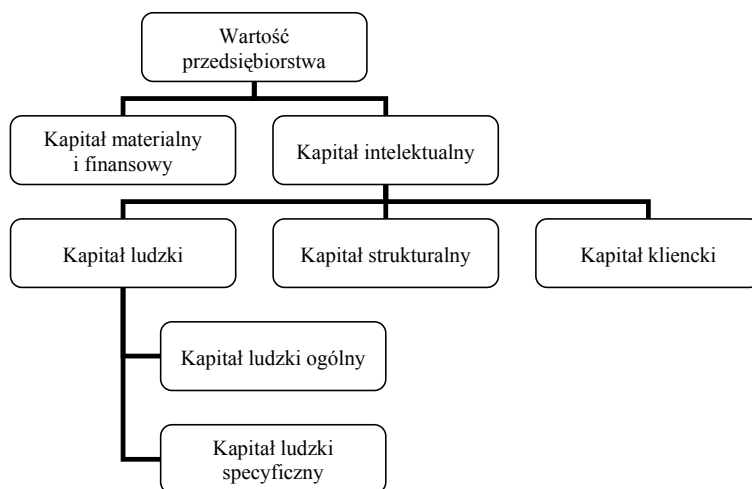 Wartość
przedsiębiorstwa
Kapitał materialny
i finansowy
Kapitał intelektualny
Kapitał ludzki
Kapitał strukturalny
Kapitał kliencki
Kapitał ludzki ogólny
Kapitał ludzki
specyficzny